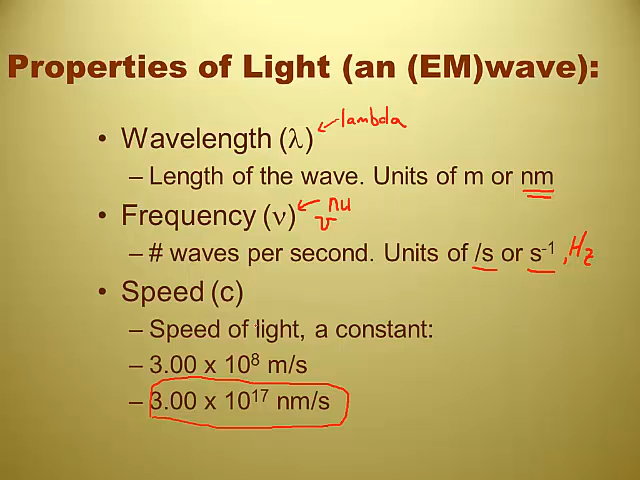 Properties of Light (an (EM)wave):
• Wavelength (λ) lambda
– Length of the wave. Units of m or nm
• Frequency (ν) nu ν
– # waves per second. Units of /s or s⁻¹, Hz
• Speed (c)
– Speed of light, a constant:
– 3.00 x 10⁸ m/s
– 3.00 x 10¹⁷ nm/s